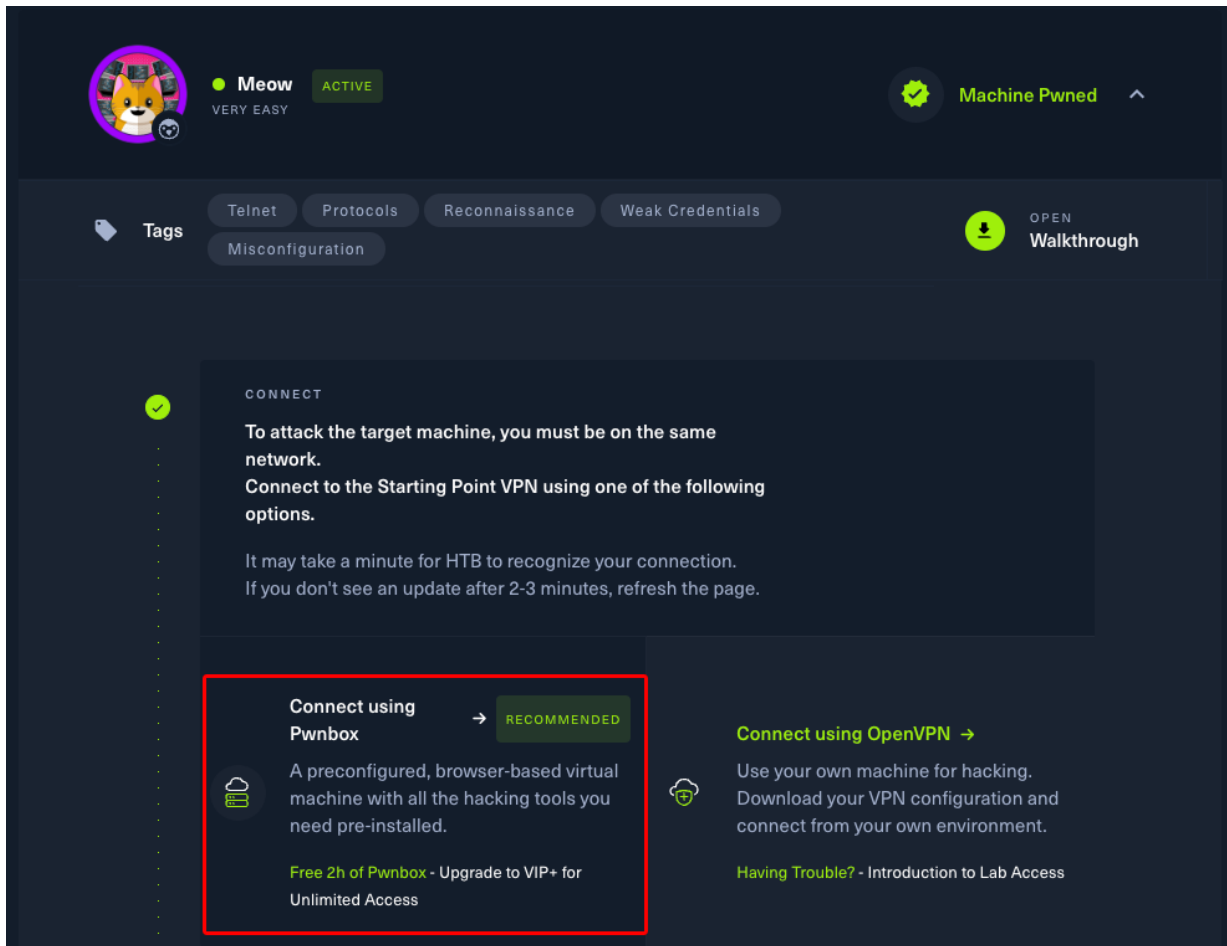 Meow
ACTIVE
VERY EASY
Machine Pwned
Tags
Telnet
Protocols
Reconnaissance
Weak Credentials
Misconfiguration
OPEN
Walkthrough
CONNECT
To attack the target machine, you must be on the same
network.
Connect to the Starting Point VPN using one of the following
options.
It may take a minute for HTB to recognize your connection.
If you don't see an update after 2-3 minutes, refresh the page.
Connect using
Pwnbox
→
RECOMMENDED
A preconfigured, browser-based virtual
machine with all the hacking tools you
need pre-installed.
Free 2h of Pwnbox - Upgrade to VIP+ for
Unlimited Access
Connect using OpenVPN →
Use your own machine for hacking.
Download your VPN configuration and
connect from your own environment.
Having Trouble? - Introduction to Lab Access